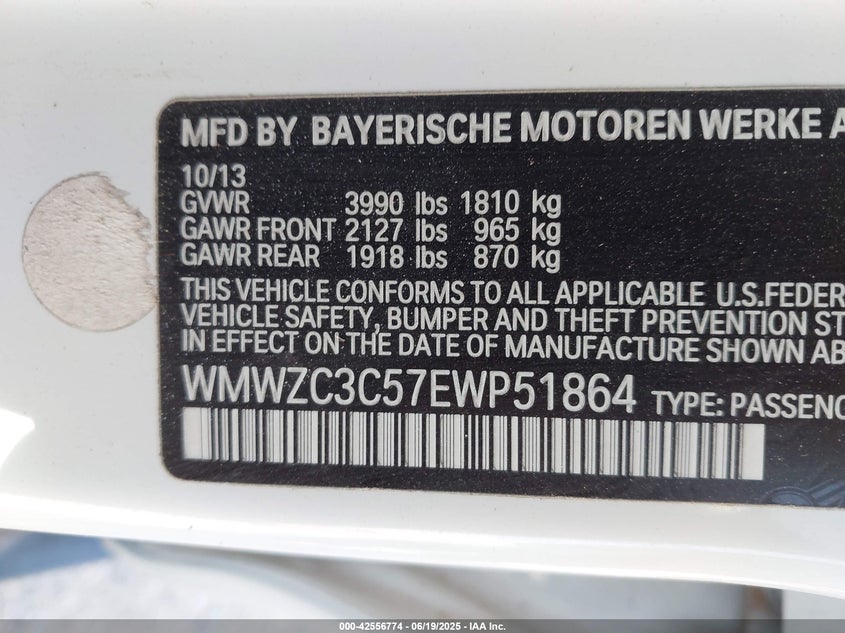 MFD BY BAYERISCHE MOTOREN WERKE A
10/13
GVWR 3990 lbs 1810 kg
GAWR FRONT 2127 lbs 965 kg
GAWR REAR 1918 lbs 870 kg
THIS VEHICLE CONFORMS TO ALL APPLICABLE U.S.FEDER
VEHICLE SAFETY, BUMPER AND THEFT PREVENTION ST
IN EFFECT ON THE DATE OF MANUFACTURE SHOWN AB
WMWZC3C57EWP51864 TYPE: PASSENC
000-42556774 - 06/19/2025 - IAA Inc.